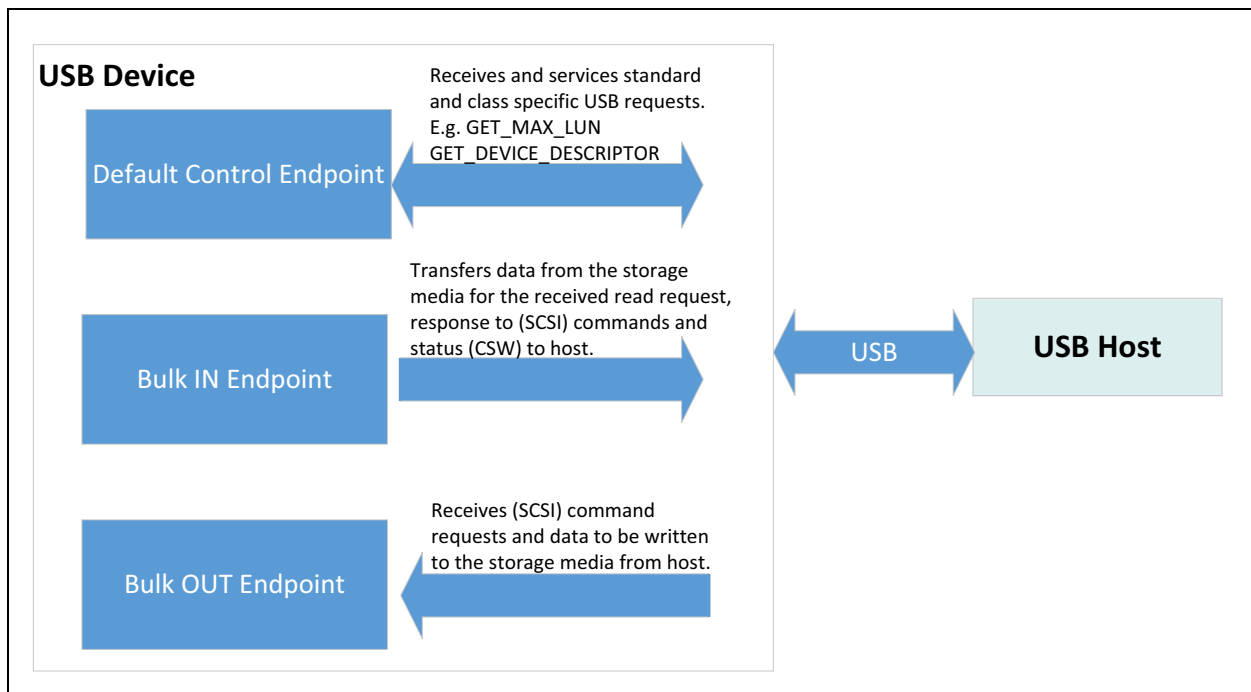 USB Device
Receives and services standard
and class specific USB requests.
E.g. GET_MAX_LUN
GET_DEVICE_DESCRIPTOR
Default Control Endpoint
Transfers data from the storage
media for the received read request,
response to (SCSI) commands and
status (CSW) to host.
Bulk IN Endpoint
USB
USB Host
Receives (SCSI) command
requests and data to be written
to the storage media from host.
Bulk OUT Endpoint